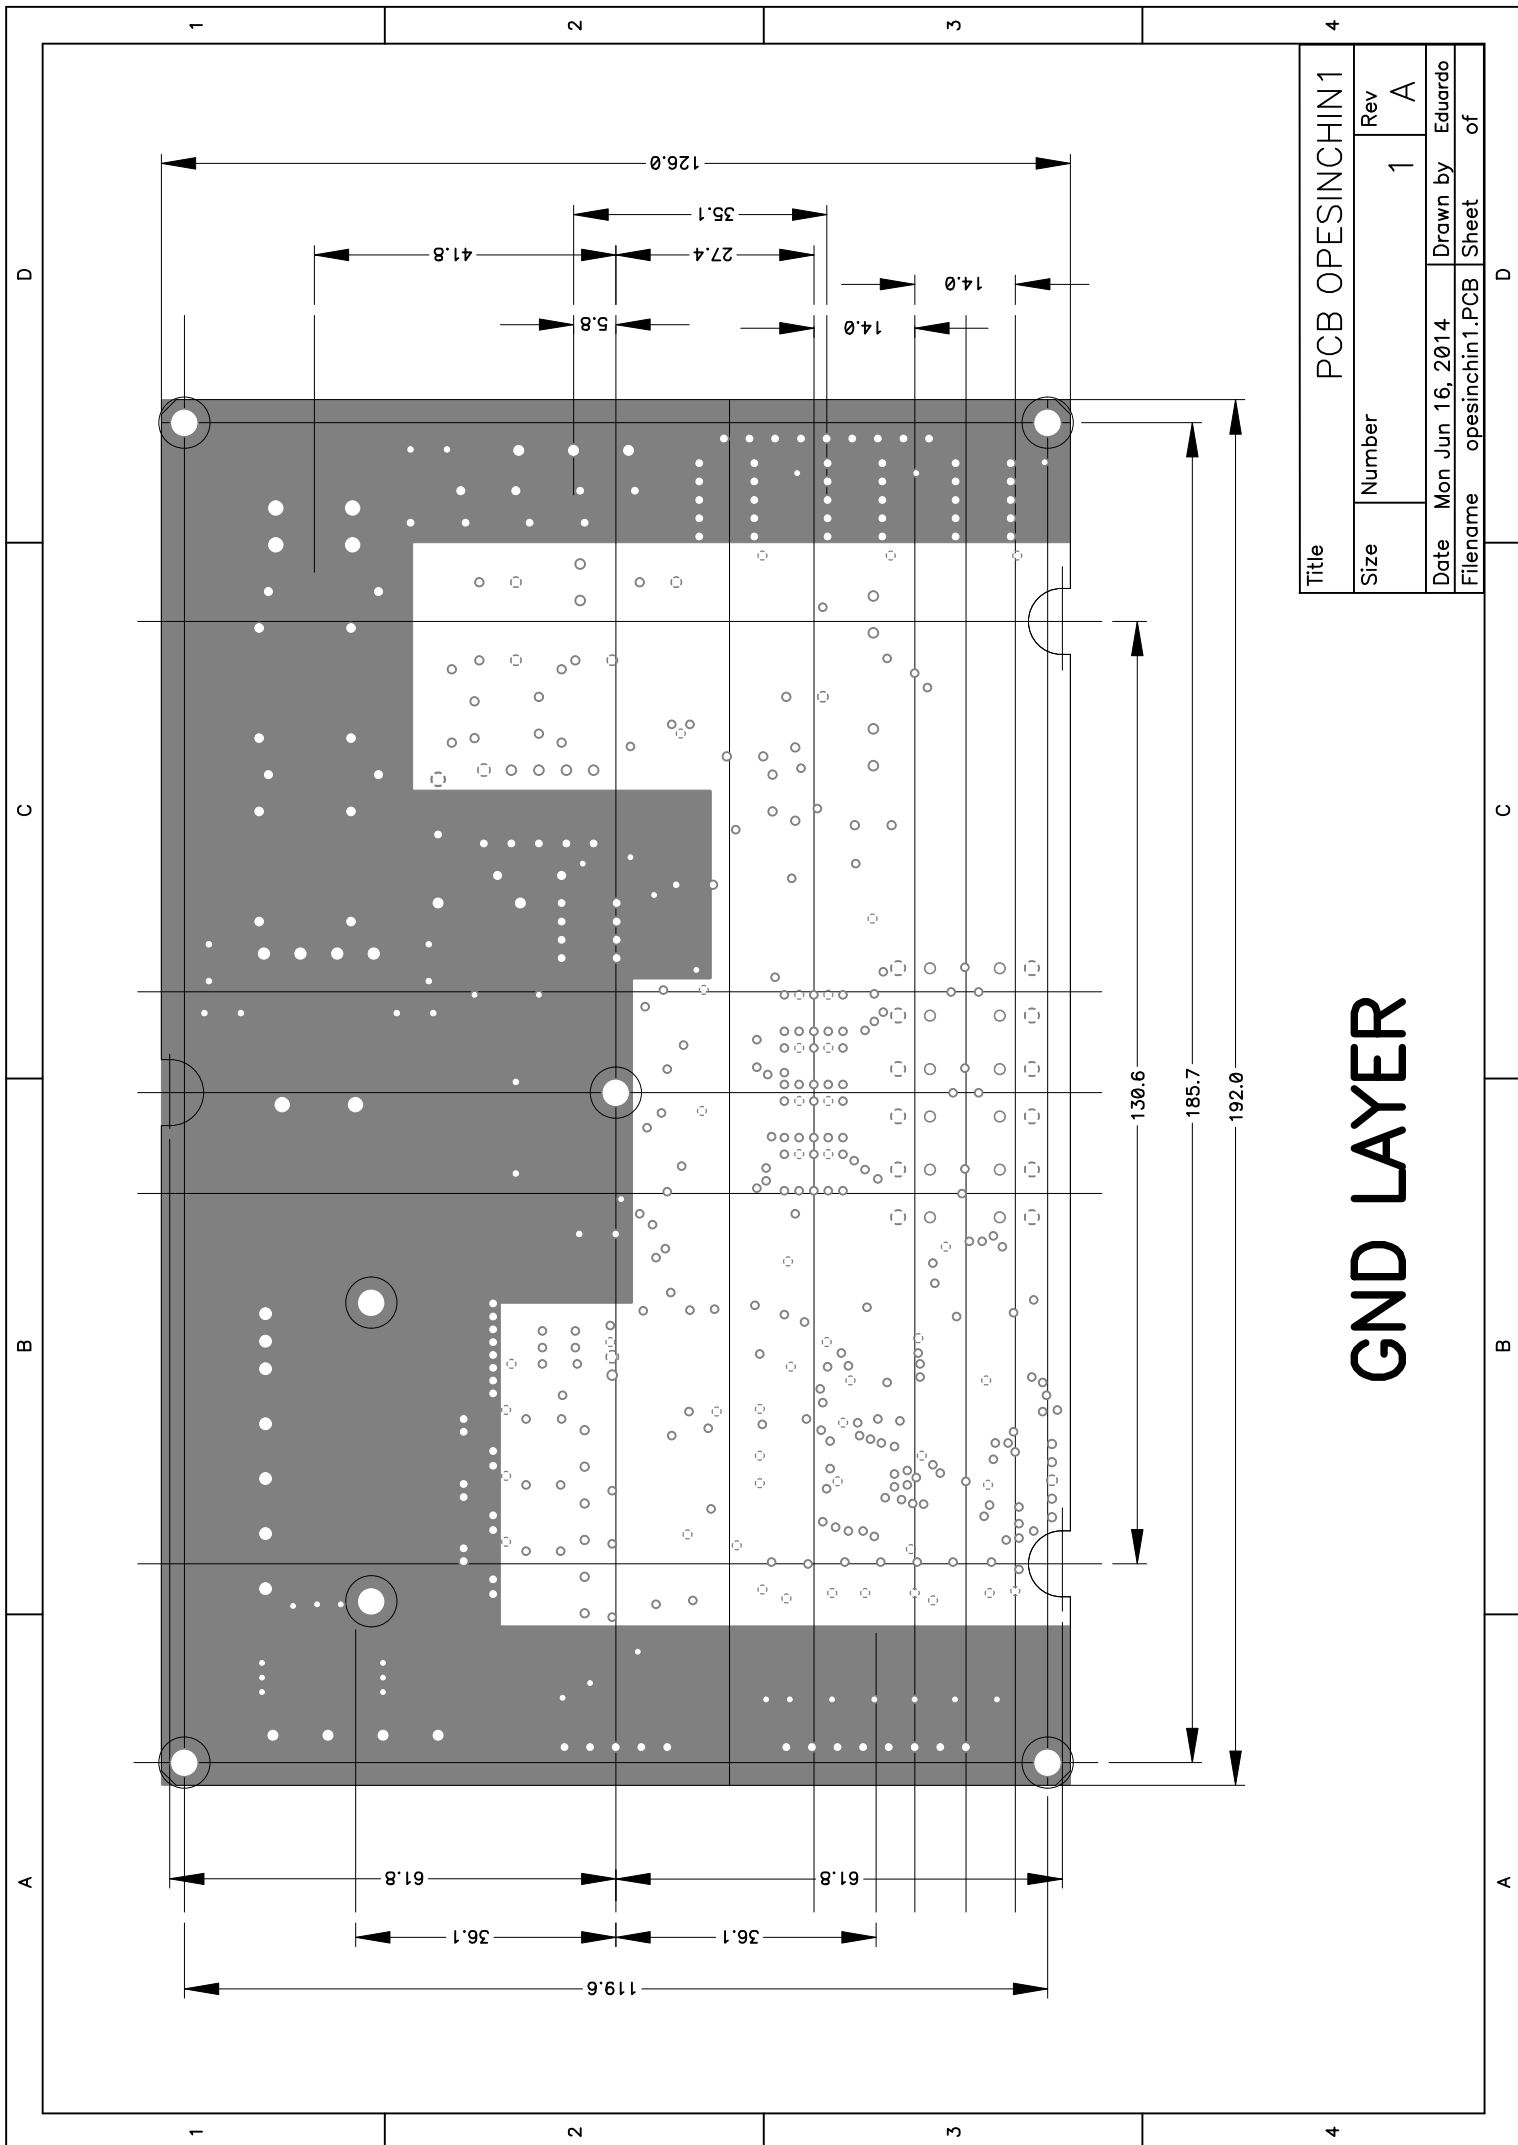 1
2
3
4
D
D
C
C
B
B
A
A
1
2
3
4
Title
PCB OPESINCHIN1
Size
Number
1
Rev
A
Date Mon Jun 16, 2014
Drawn by Eduardo
Filename opesinchin1.PCB
Sheet of
126.0
35.1
41.8
27.4
14.0
5.8
14.0
130.6
185.7
192.0
61.8
61.8
36.1
36.1
119.6
GND LAYER